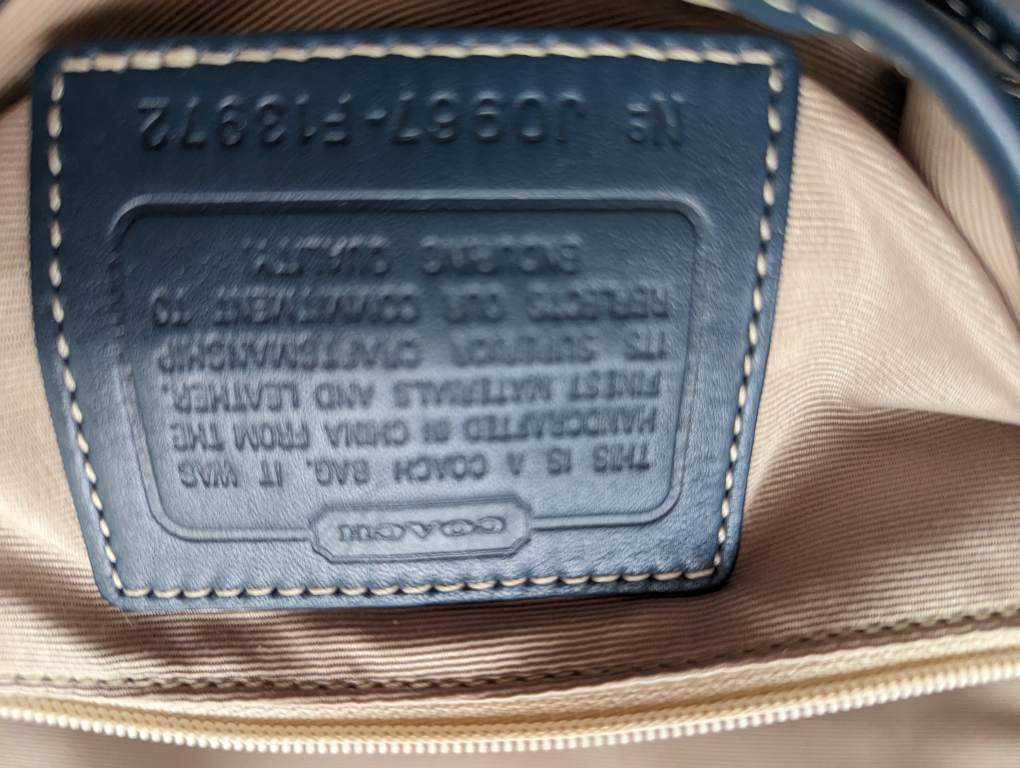 COACH
THIS IS A COACH BAG. IT WAS
HANDCRAFTED IN CHINA FROM THE
FINEST MATERIALS AND LEATHER.
ITS SUPERIOR CRAFTSMANSHIP
REFLECTS OUR COMMITMENT TO
ENDURING QUALITY.
Nº J0967-F13972